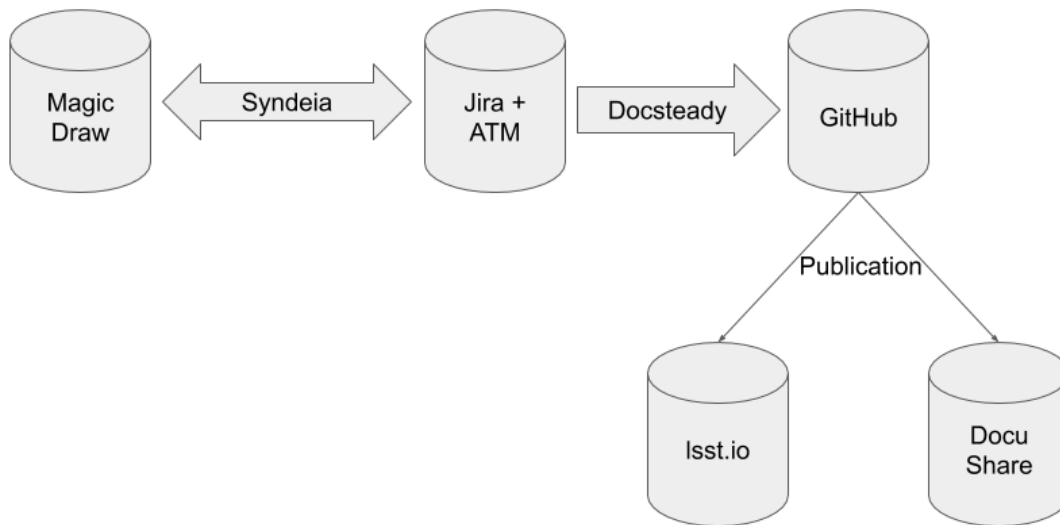 Magic
Draw
Syndeia
Jira +
ATM
Docsteady
GitHub
Publication
lsst.io
Docu
Share